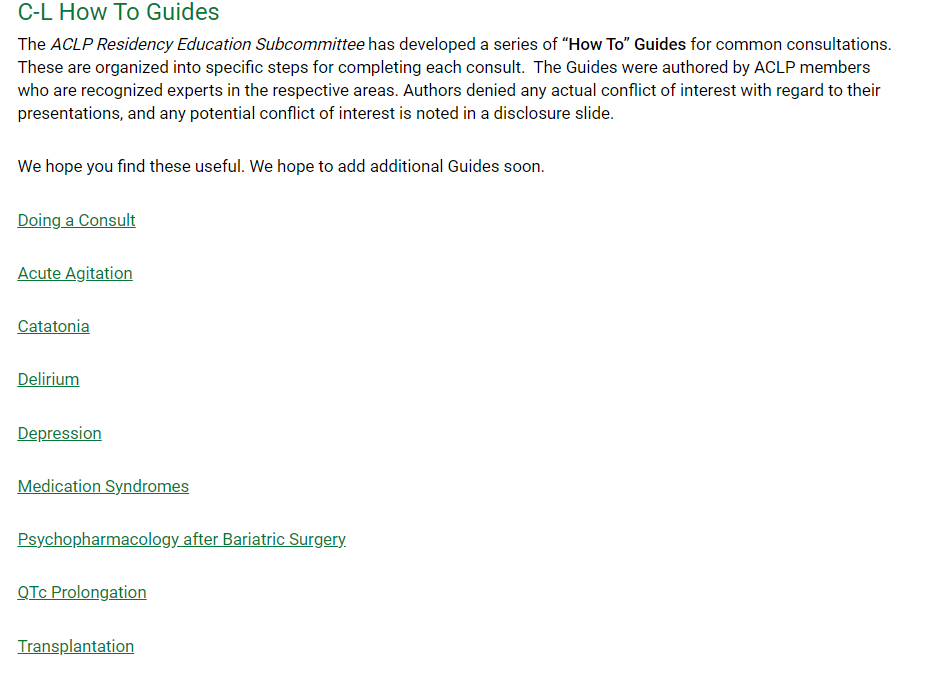 C-L How To Guides
The ACLP Residency Education Subcommittee has developed a series of “How To” Guides for common consultations.
These are organized into specific steps for completing each consult.  The Guides were authored by ACLP members
who are recognized experts in the respective areas. Authors denied any actual conflict of interest with regard to their
presentations, and any potential conflict of interest is noted in a disclosure slide.
We hope you find these useful. We hope to add additional Guides soon.
Doing a Consult
Acute Agitation
Catatonia
Delirium
Depression
Medication Syndromes
Psychopharmacology after Bariatric Surgery
QTc Prolongation
Transplantation